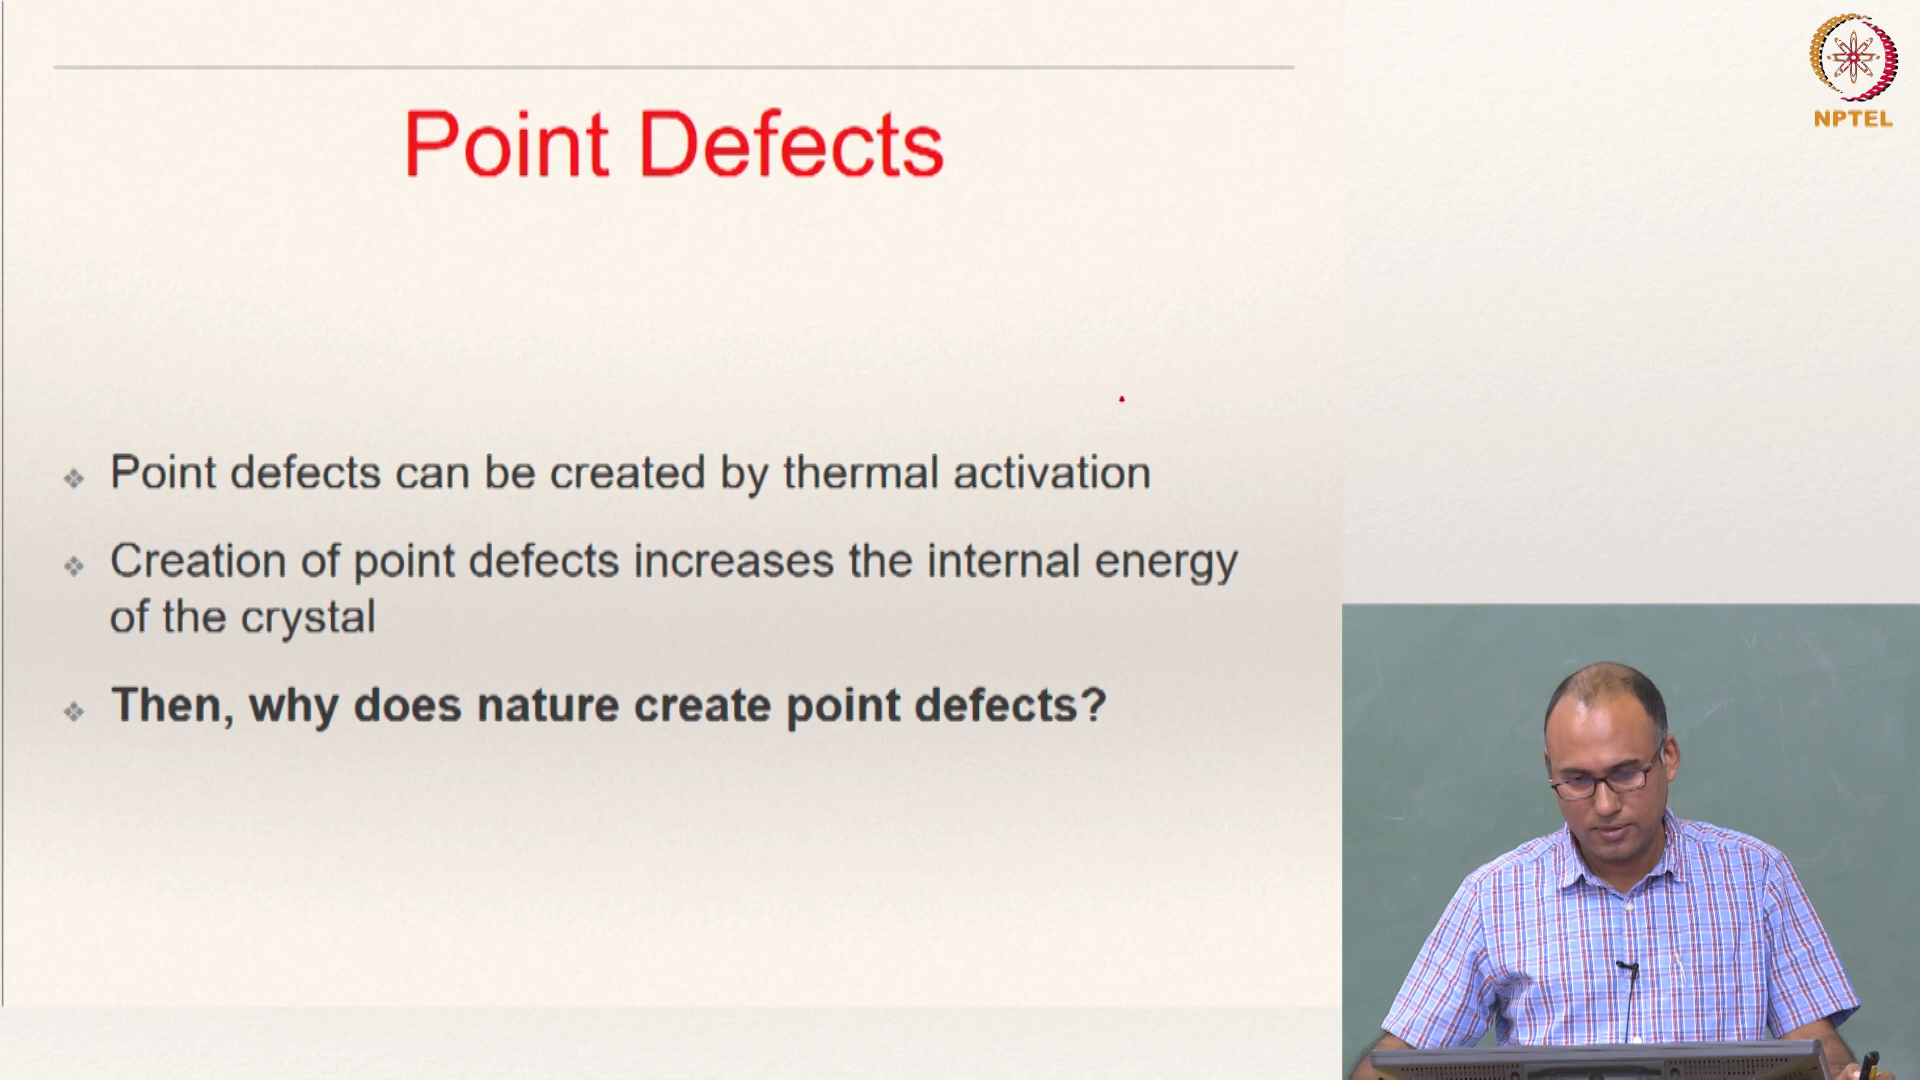 Point Defects
NPTEL
Point defects can be created by thermal activation
Creation of point defects increases the internal energy
of the crystal
Then, why does nature create point defects?